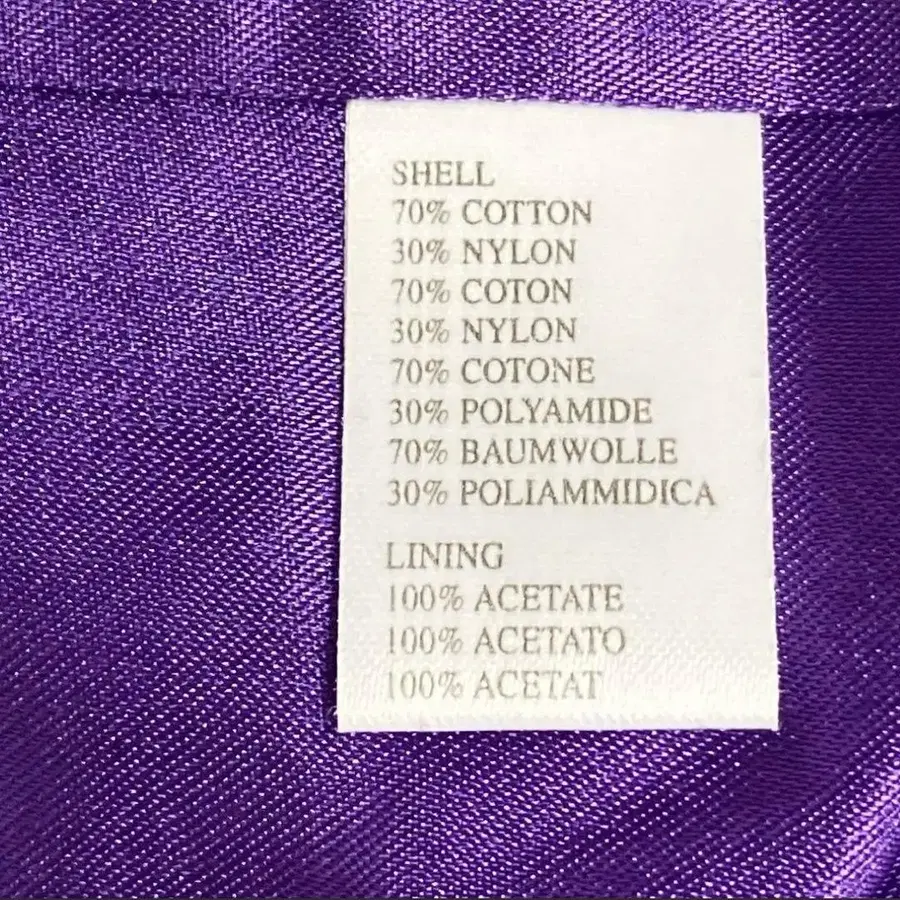 SHELL
70% COTTON
30% NYLON
70% COTON
30% NYLON
70% COTONE
30% POLYAMIDE
70% BAUMWOLLE
30% POLIAMMIDICA
LINING
100% ACETATE
100% ACETATO
100% ACETAT